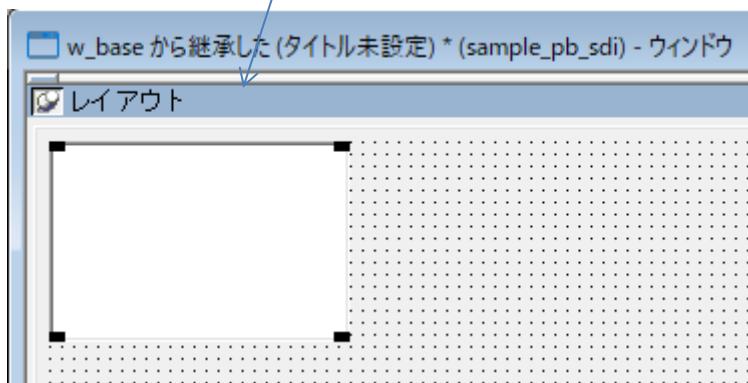 w_base から継承した (タイトル未設定) * (sample_pb_sdi) - ウィンドウ
レイアウト